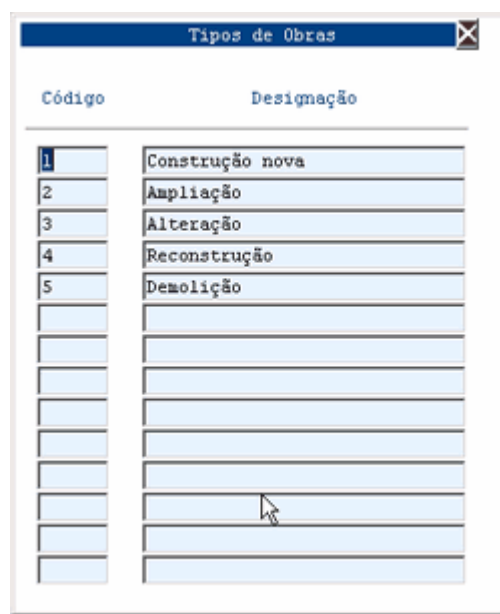 Tipos de Obras
Código Designação
1 Construção nova
2 Ampliação
3 Alteração
4 Reconstrução
5 Demolição